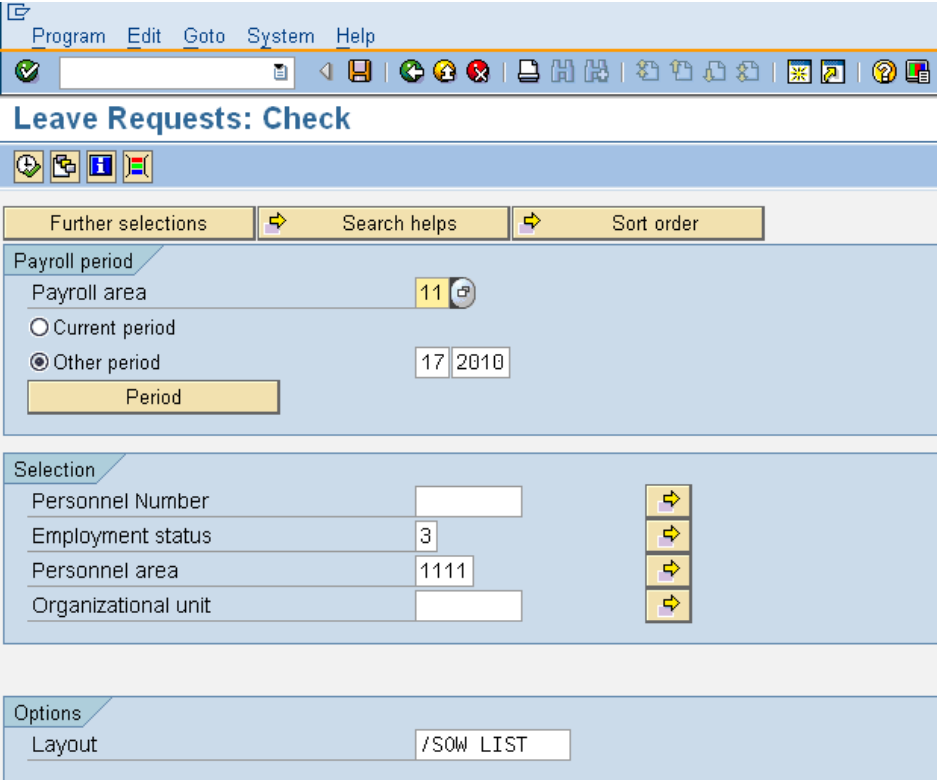 Program Edit Goto System Help
Leave Requests: Check
Further selections Search helps Sort order
Payroll period
Payroll area 11
Current period
Other period 17 2010
Period
Selection
Personnel Number
Employment status 3
Personnel area 1111
Organizational unit
Options
Layout /SOW LIST